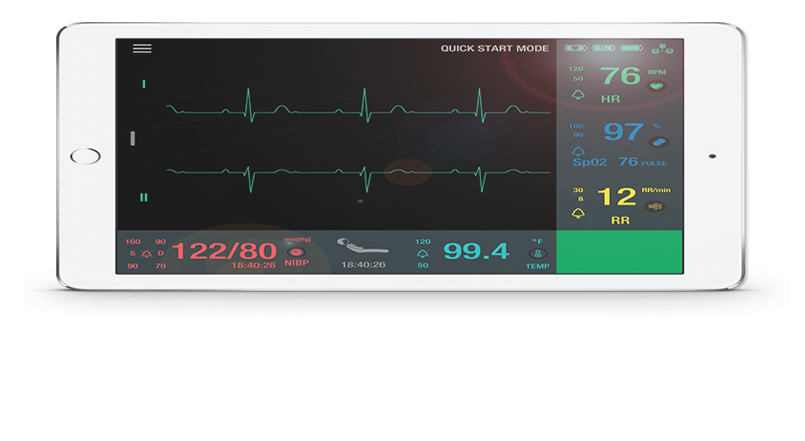 QUICK START MODE
I
II
120
50
76
BPM
HR
100
90
97
%
Sp02
76 PULSE
30
8
12
RR/min
RR
160 90
S D
90 70
122/80
mmHg
18:40:26
NIBP
18:40:26
120
50
99.4
°F
TEMP